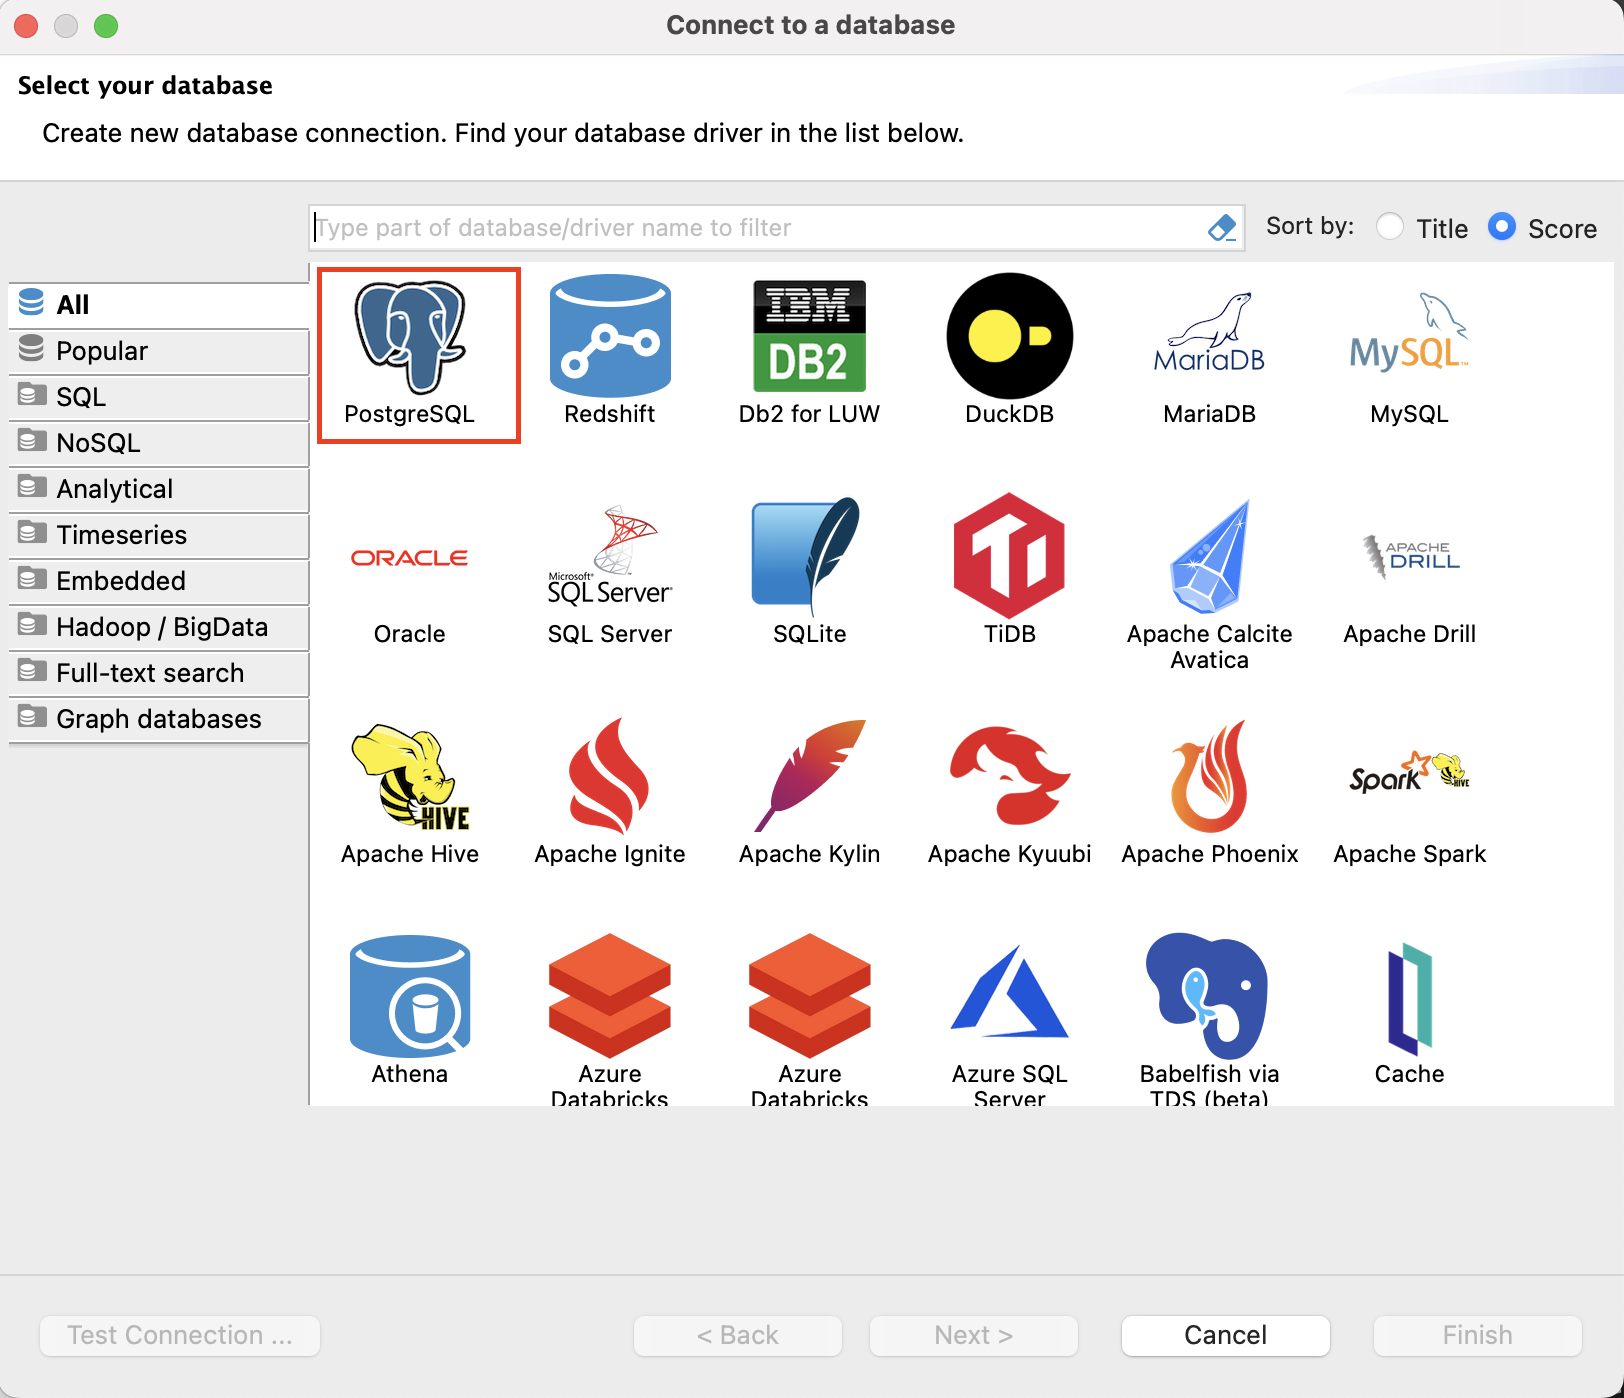 Connect to a database
Select your database
Create new database connection. Find your database driver in the list below.
Type part of database/driver name to filter
Sort by: Title Score
All
Popular
SQL
NoSQL
Analytical
Timeseries
Embedded
Hadoop / BigData
Full-text search
Graph databases
IBM
DB2
MariaDB
MySQL™
PostgreSQL
Redshift
Db2 for LUW
DuckDB
MariaDB
MySQL
ORACLE
Microsoft®
SQL Server
Ti
APACHE
DRILL
Oracle
SQL Server
SQLite
TiDB
Apache Calcite
Avatica
Apache Drill
HIVE
Spark
HIVE
Apache Hive
Apache Ignite
Apache Kylin
Apache Kyuubi
Apache Phoenix
Apache Spark
Athena
Azure
Databricks
Azure
Databricks
Azure SQL
Server
Babelfish via
TDS (beta)
Cache
Test Connection ...
< Back
Next >
Cancel
Finish